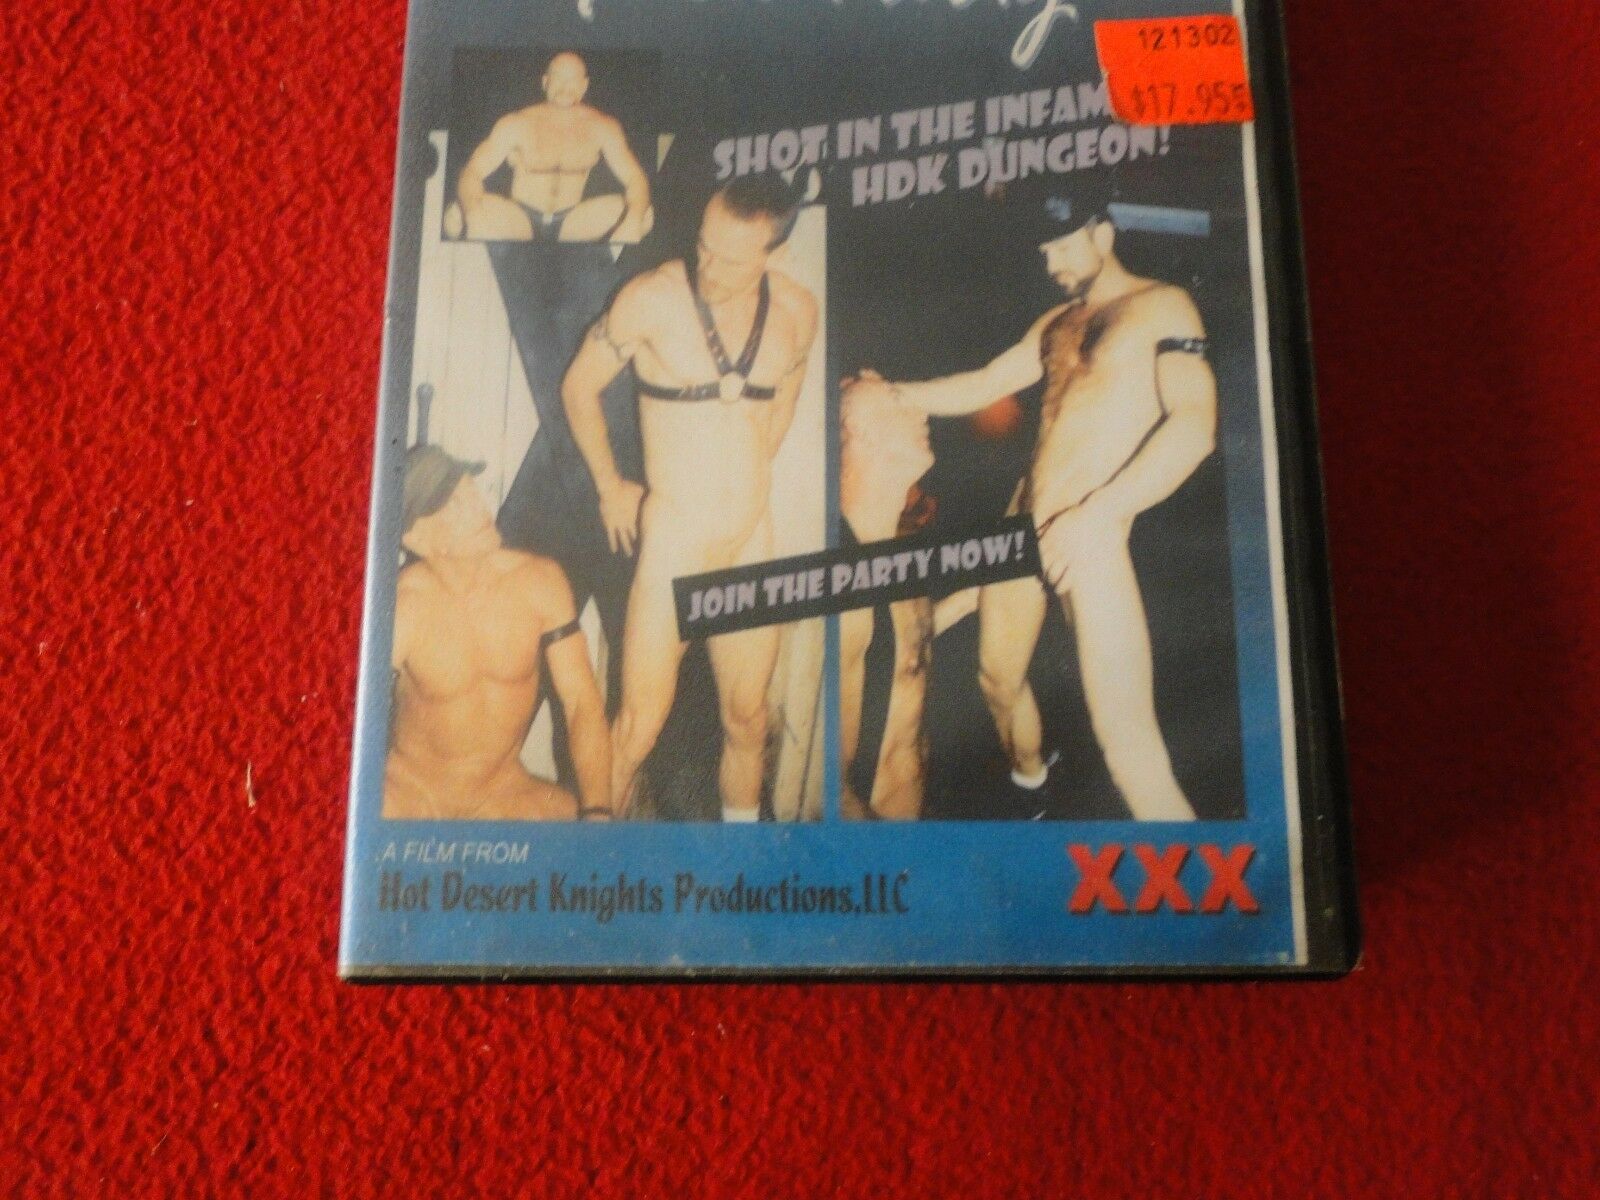 121302
$17.95
SHOT IN THE INFAM
HDK DUNGEON!
JOIN THE PARTY NOW!
A FILM FROM
Hot Desert Knights Productions,LLC
XXX